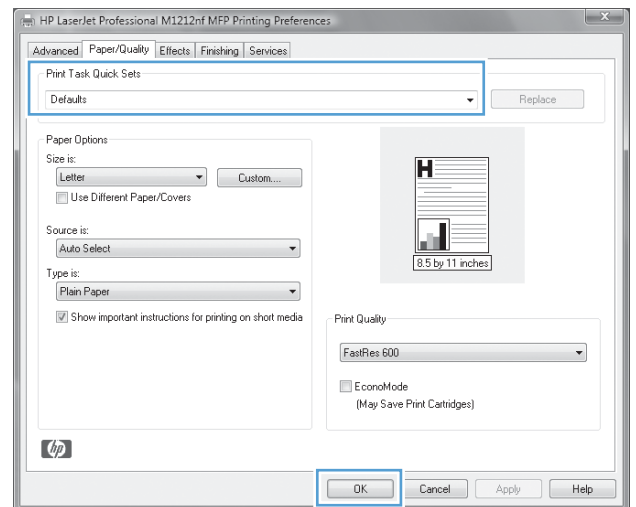 HP LaserJet Professional M1212nf MFP Printing Preferences
Advanced Paper/Quality Effects Finishing Services
Print Task Quick Sets
Defaults
Replace
Paper Options
Size is:
Letter
Custom....
Use Different Paper/Covers
Source is:
Auto Select
Type is:
Plain Paper
Show important instructions for printing on short media
H
8.5 by 11 inches
Print Quality
FastRes 600
EconoMode
(May Save Print Cartridges)
hp
OK Cancel Apply Help